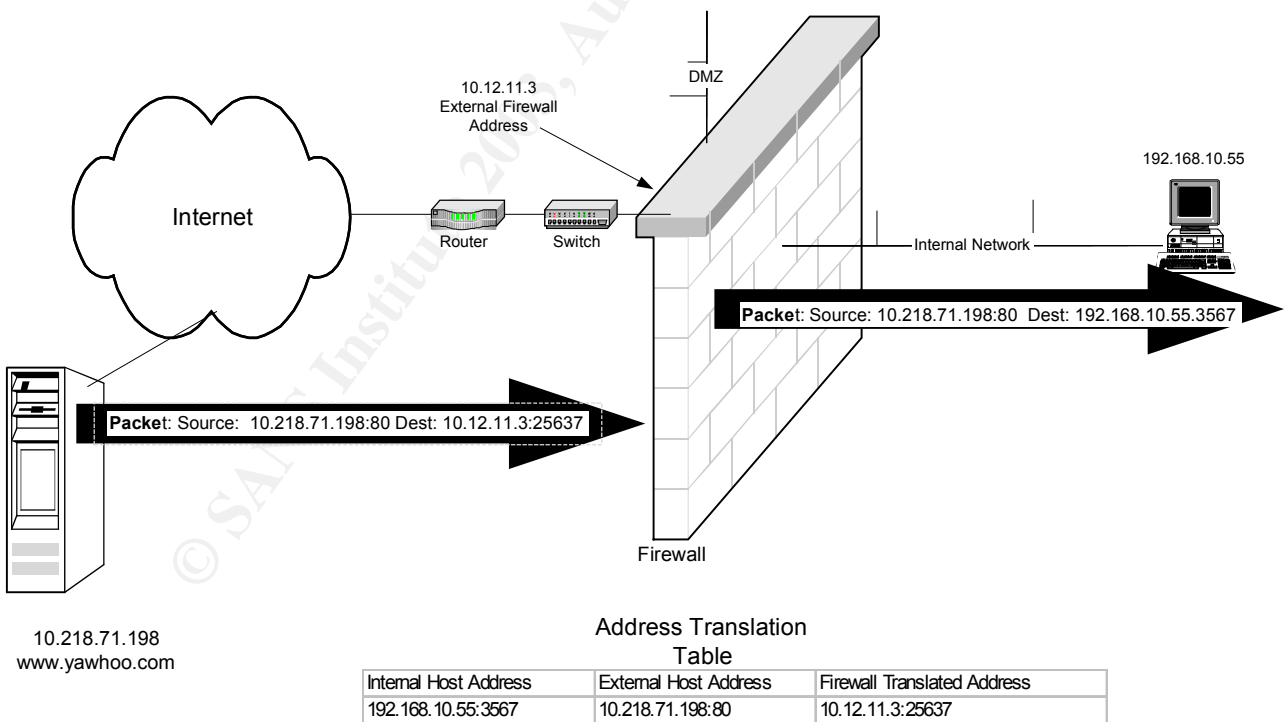 DMZ
10.12.11.3
External Firewall
Address
192.168.10.55
Internet
Router
Switch
Internal Network
Packet: Source: 10.218.71.198:80 Dest: 192.168.10.55.3567
Packet: Source: 10.218.71.198:80 Dest: 10.12.11.3:25637
Firewall
10.218.71.198
www.yawhoo.com
Address Translation
Table
Internal Host Address External Host Address Firewall Translated Address
192.168.10.55:3567 10.218.71.198:80 10.12.11.3:25637
© SANS Institute 2003, Au